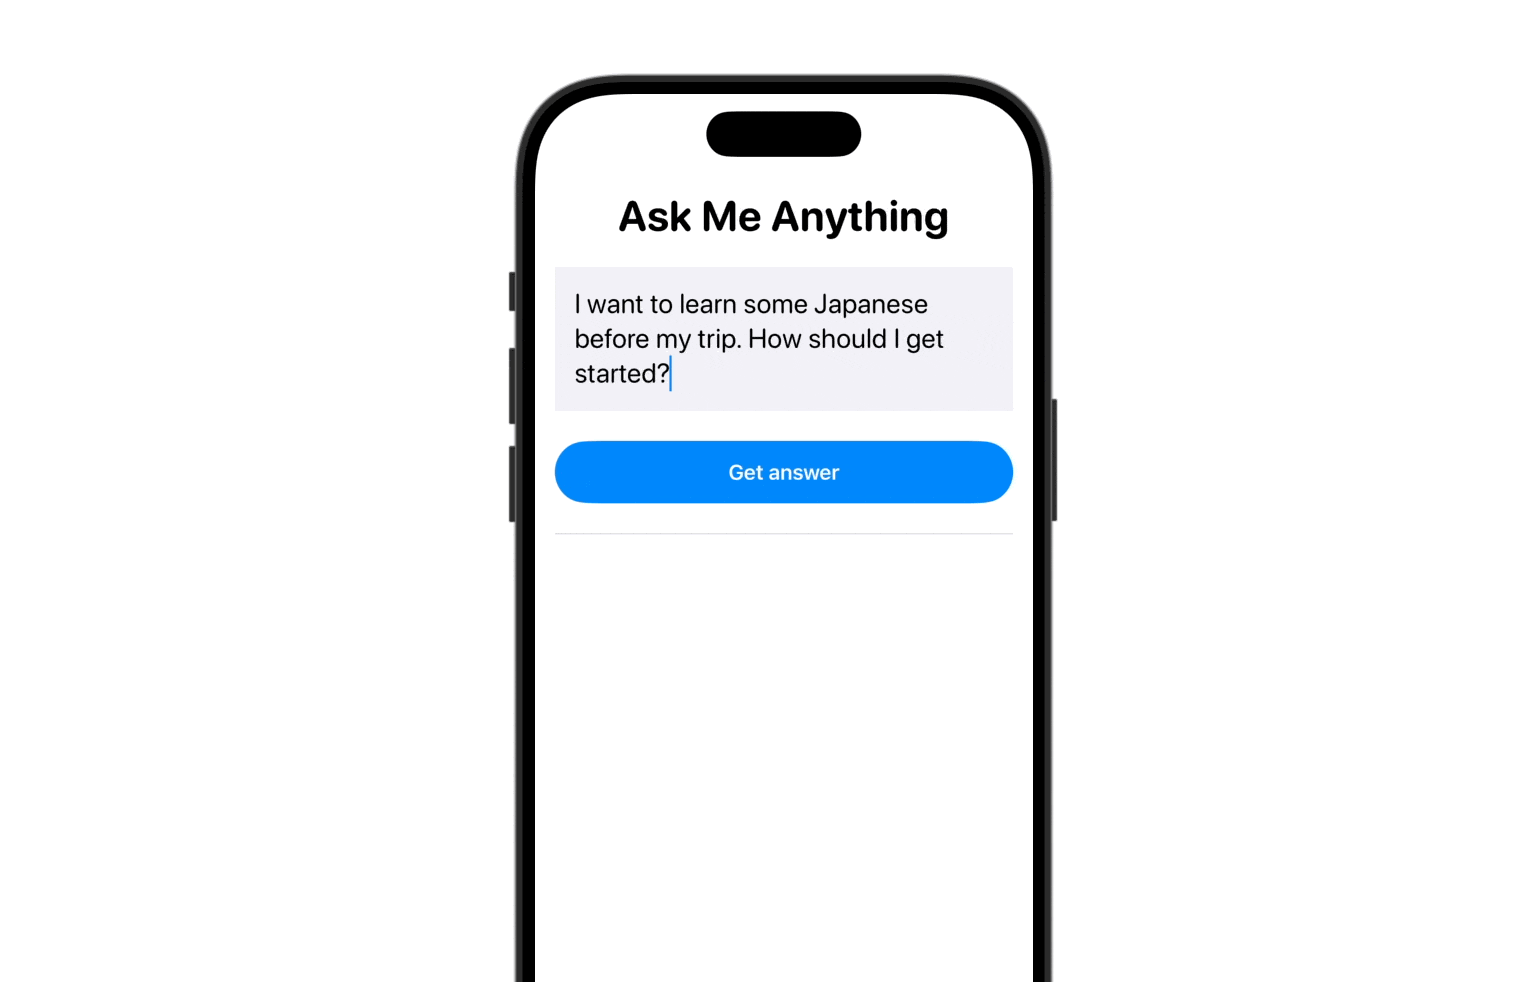 Ask Me Anything
I want to learn some Japanese
before my trip. How should I get
started?
Get answer